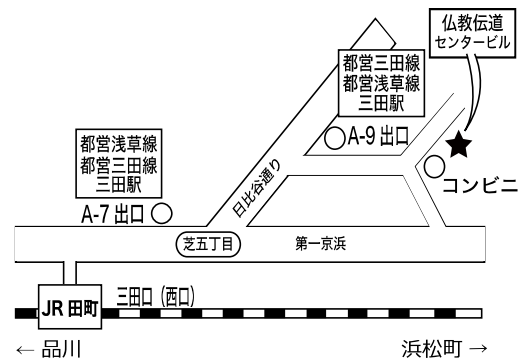 仏教伝道
センタービル
都営三田線
都営浅草線
三田駅
A-9 出口
都営浅草線
都営三田線
三田駅
A-7 出口
日比谷通り
コンビニ
芝五丁目
第一京浜
JR 田町
三田口（西口）
← 品川
浜松町 →